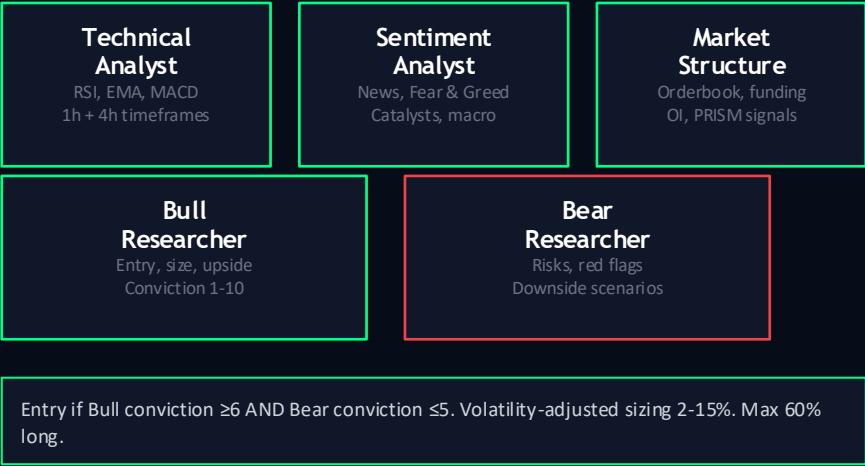 Technical
Analyst
RSI, EMA, MACD
1h + 4h timeframes
Sentiment
Analyst
News, Fear & Greed
Catalysts, macro
Market
Structure
Orderbook, funding
OI, PRISM signals
Bull
Researcher
Entry, size, upside
Conviction 1-10
Bear
Researcher
Risks, red flags
Downside scenarios
Entry if Bull conviction ≥6 AND Bear conviction ≤5. Volatility-adjusted sizing 2-15%. Max 60%
long.